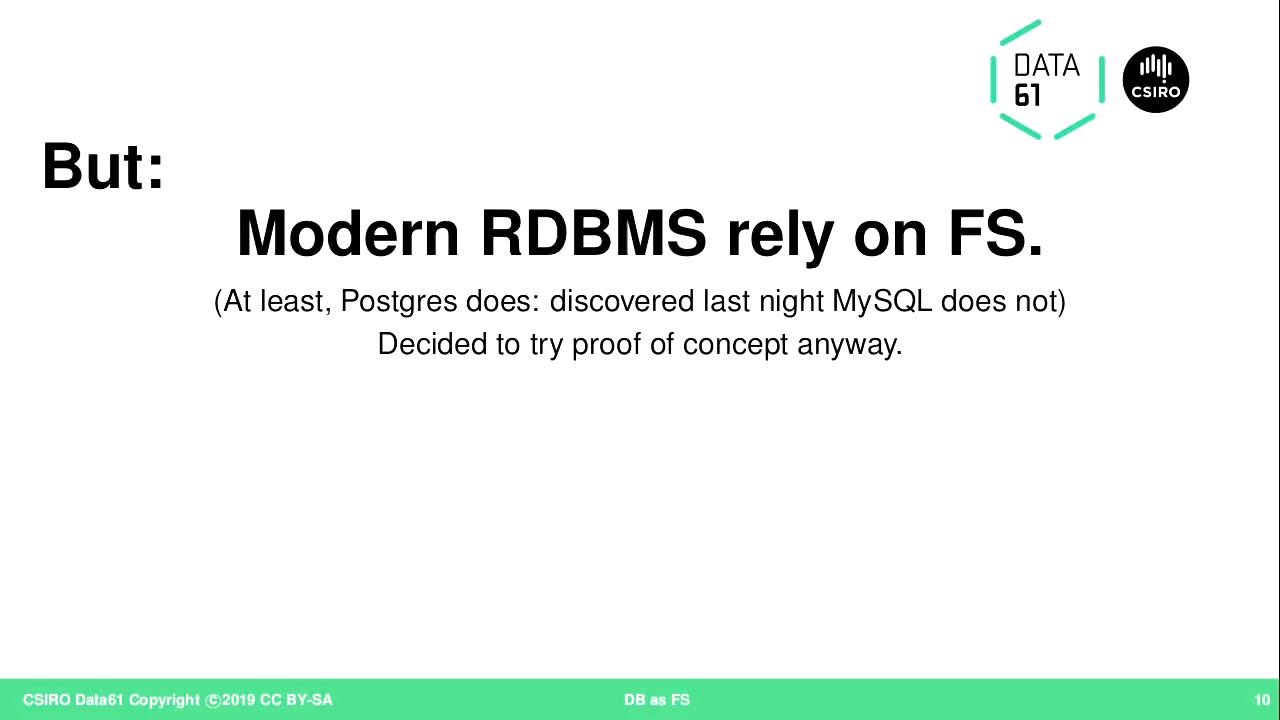 DATA
61
CSIRO
But:
Modern RDBMS rely on FS.
(At least, Postgres does: discovered last night MySQL does not)
Decided to try proof of concept anyway.
CSIRO Data61 Copyright ©2019 CC BY-SA
DB as FS
10